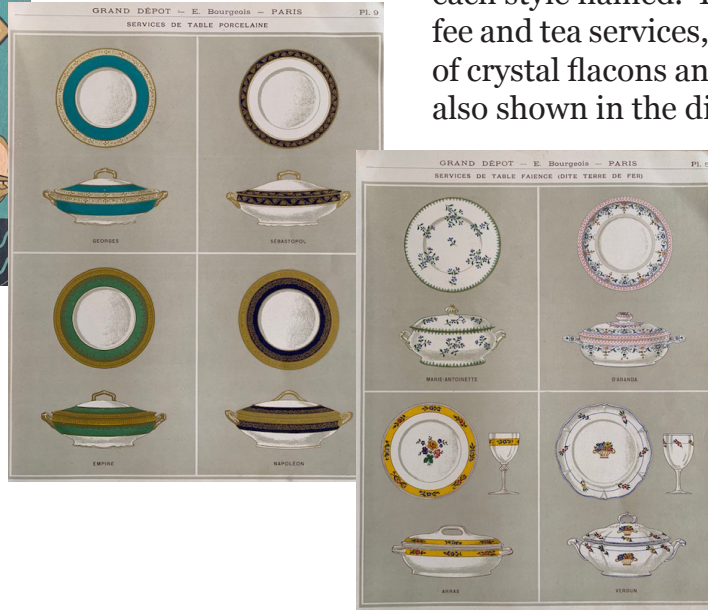 each style named.
fee and tea services,
of crystal flacons an
also shown in the di
GRAND DÉPOT — E. Bourgeois — PARIS Pl. 9
SERVICES DE TABLE PORCELAINE
GEORGES
SÉBASTOPOL
EMPIRE
NAPOLÉON
GRAND DÉPOT — E. Bourgeois — PARIS Pl.
SERVICES DE TABLE FAIENCE (DITE TERRE DE FER)
MARIE-ANTOINETTE
D'ARANDA
ARRAS
VERDUN